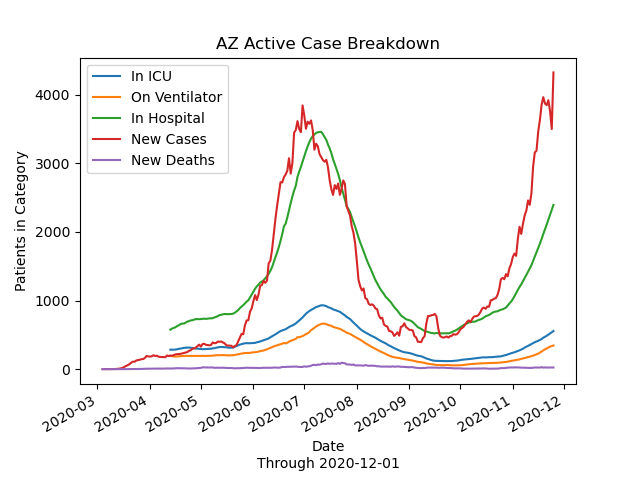 AZ Active Case Breakdown
In ICU
On Ventilator
In Hospital
New Cases
New Deaths
Patients in Category
4000
3000
2000
1000
0
2020-03
2020-04
2020-05
2020-06
2020-07
2020-08
2020-09
2020-10
2020-11
2020-12
Date
Through 2020-12-01